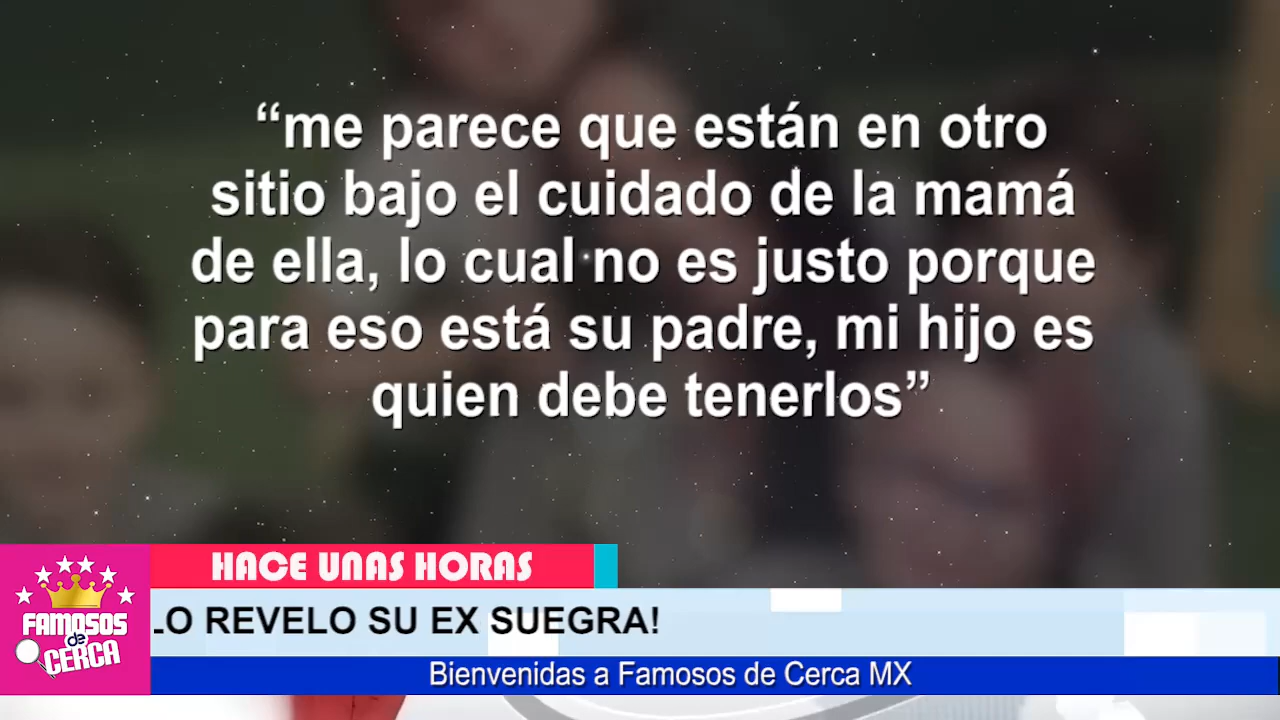 “me parece que están en otro
sitio bajo el cuidado de la mamá
de ella, lo cual no es justo porque
para eso está su padre, mi hijo es
quien debe tenerlos”
HACE UNAS HORAS
LO REVELO SU EX SUEGRA!
FAMOSOS
de
CERCA
Bienvenidas a Famosos de Cerca MX